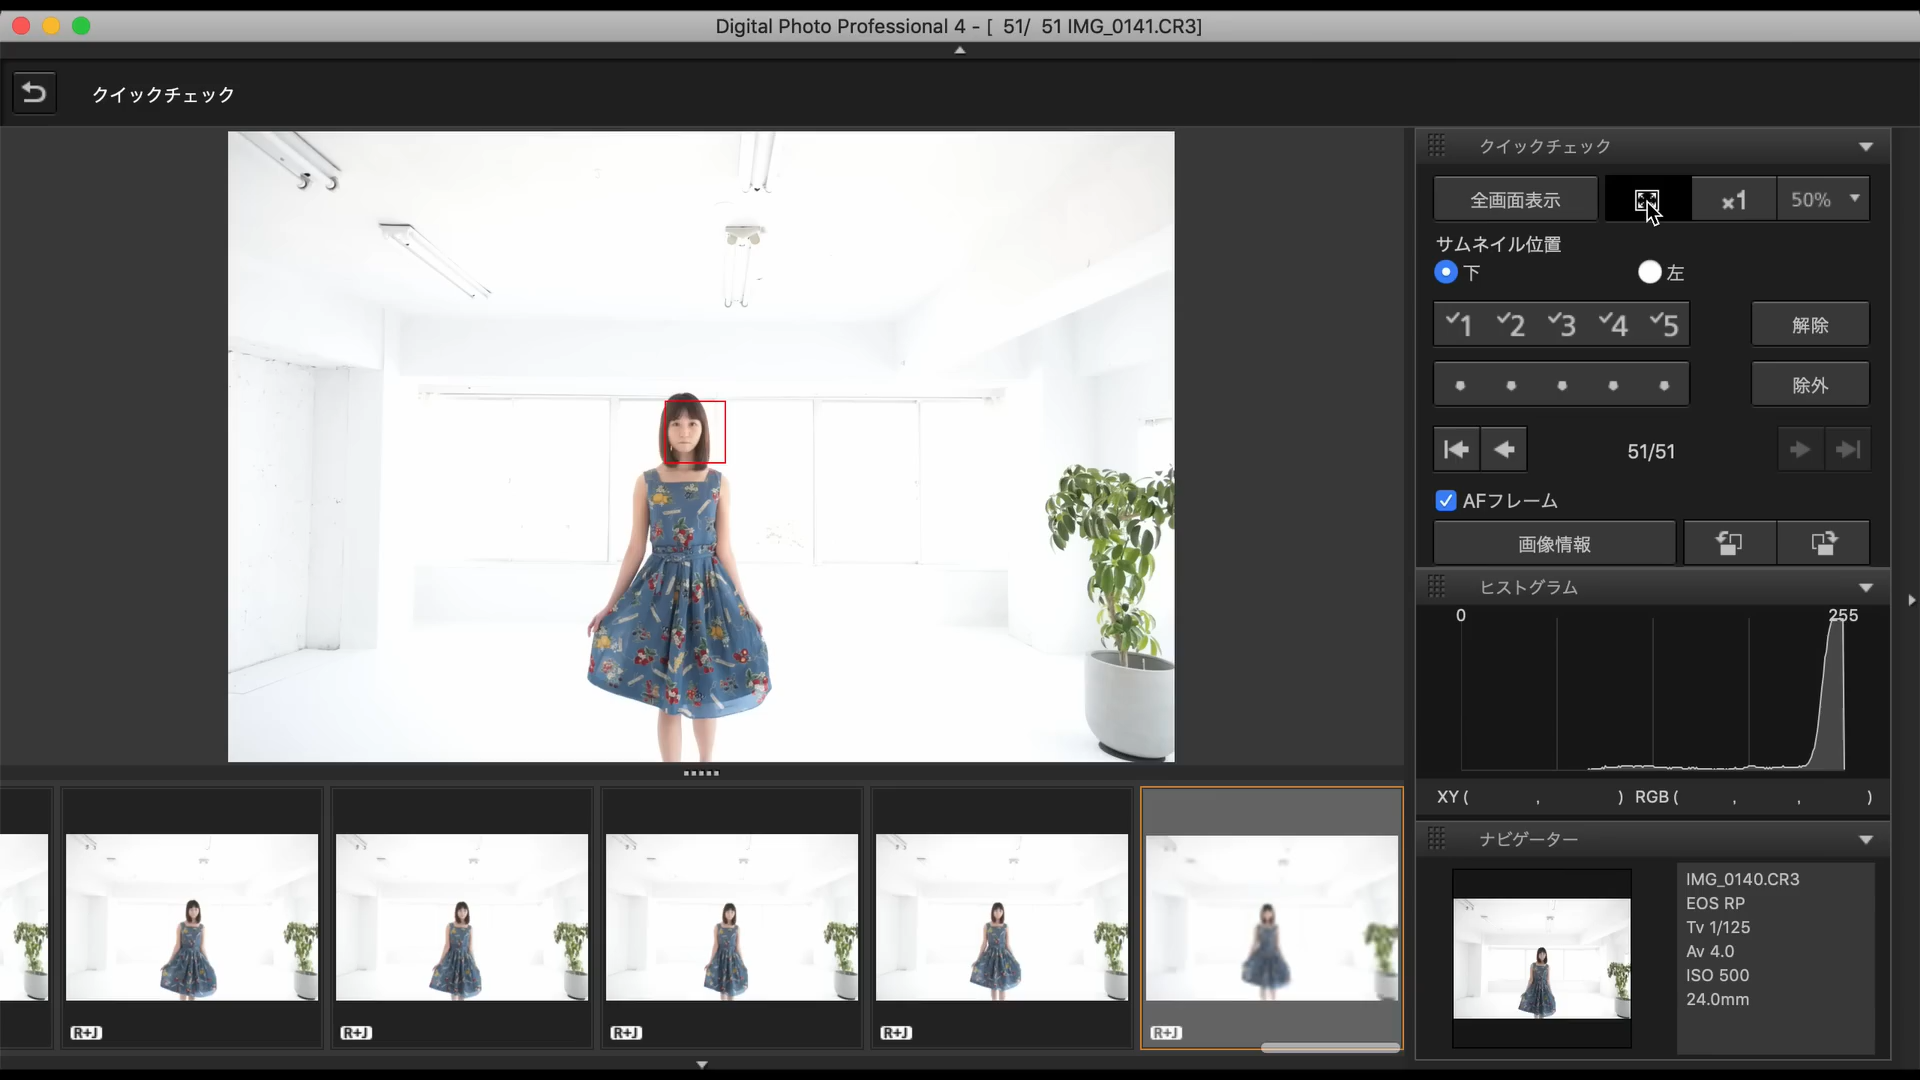 Digital Photo Professional 4 - [ 51/ 51 IMG_0141.CR3]
クイックチェック
クイックチェック
全画面表示 ×1 50%
サムネイル位置
下 左
1 2 3 4 5 解除
除外
51/51
AFフレーム
画像情報
ヒストグラム
0 255
XY ( , ) RGB ( , , )
ナビゲーター
IMG_0140.CR3
EOS RP
Tv 1/125
Av 4.0
ISO 500
24.0mm
R+J R+J R+J R+J R+J